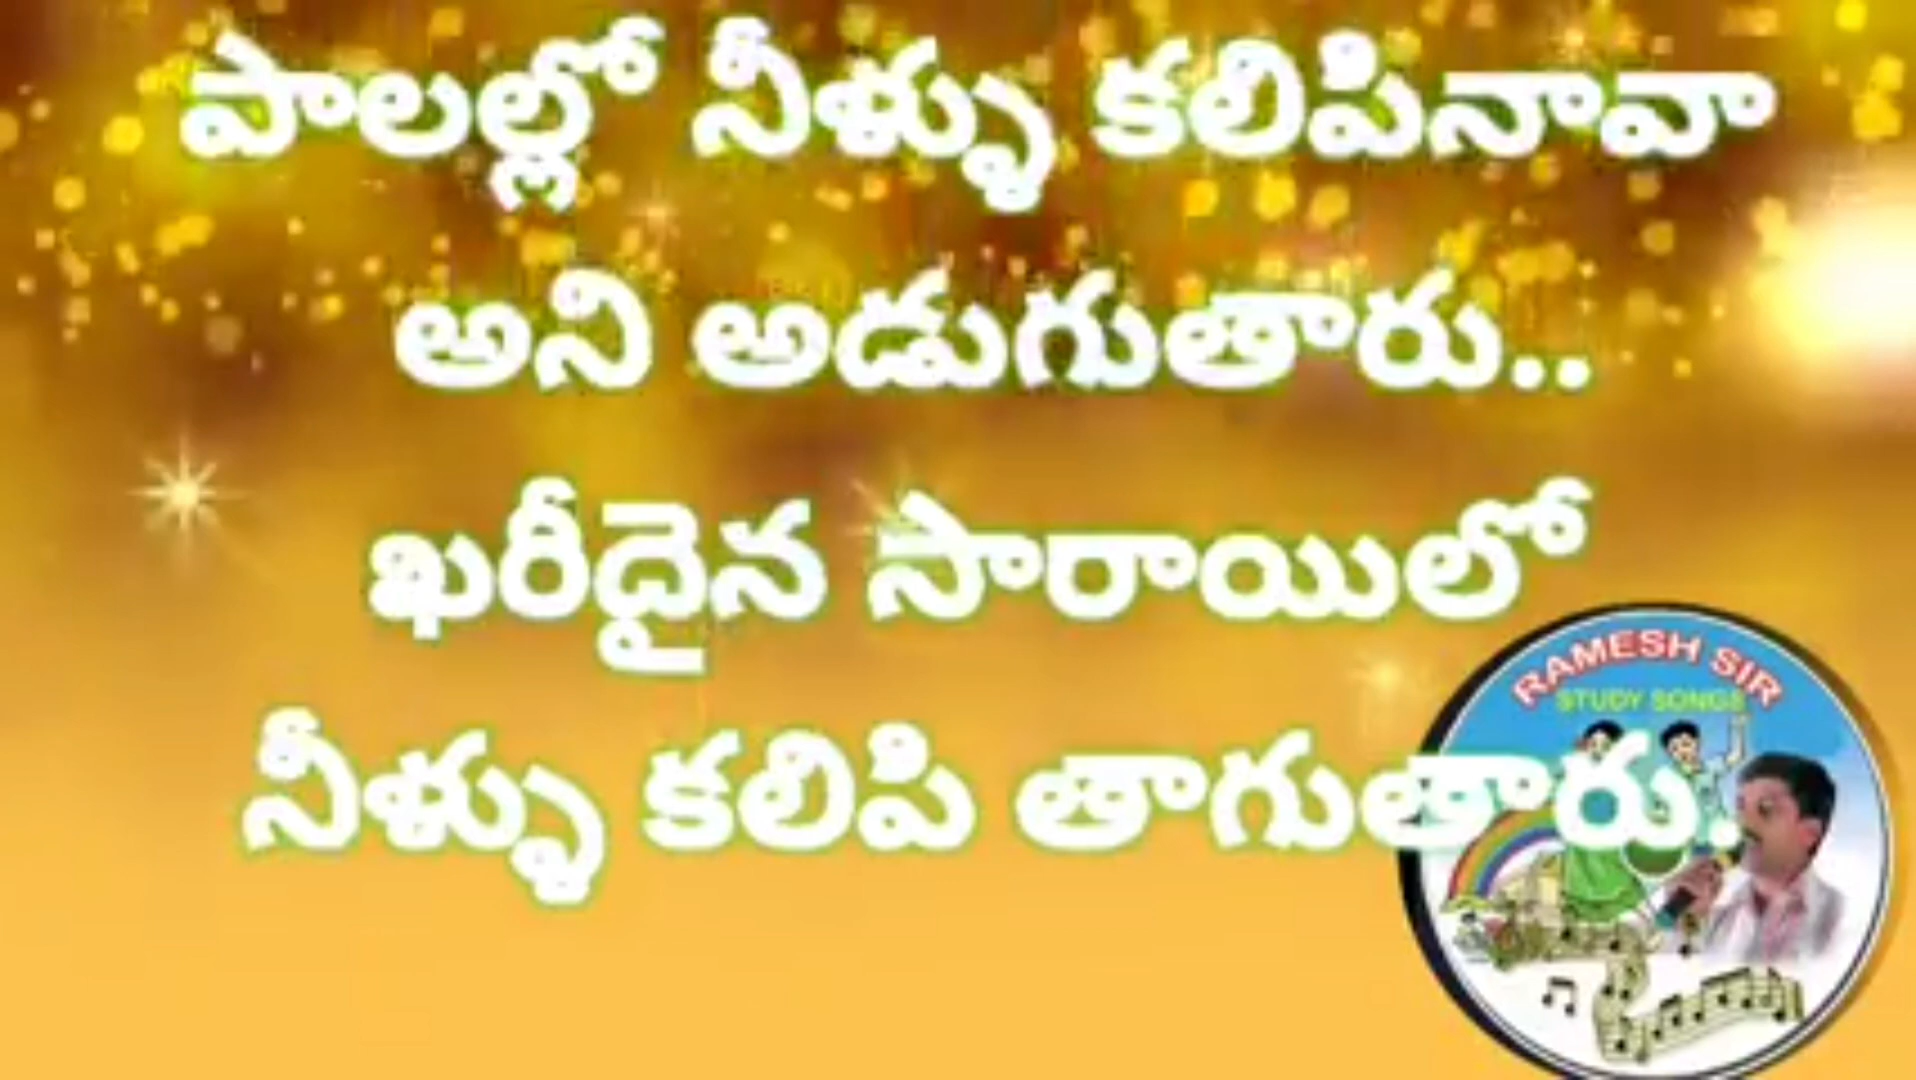 పాలల్లో నీళ్ళు కలిపినావా
అని అడుగుతారు..
ఖరీదైన సారాయిలో
నీళ్ళు కలిపి తాగుతారు.
RAMESH SIR
STUDY SONGS